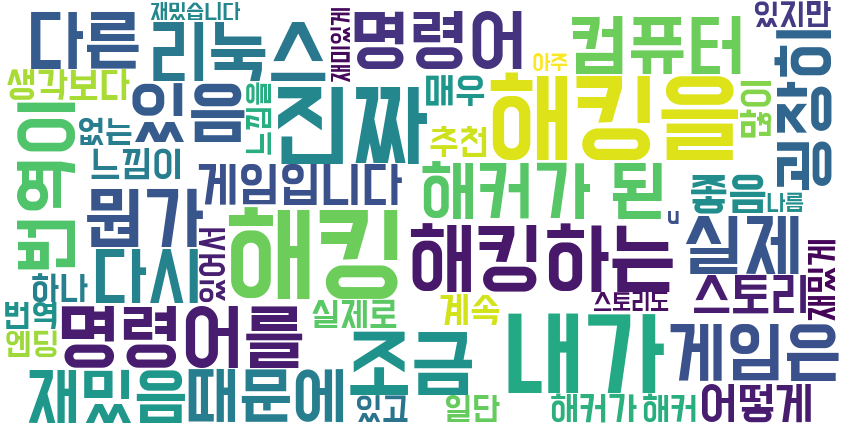 재밌습니다
있지만
다른
리눅스
재미있게
명령어
아주
컴퓨터
굉장히
생각보다
있음
느낌을
진짜
매우
해킹을
많이
번역이
없는
추천
느낌이
뭔가
게임입니다
해커가 된
좋음
나름
u
해킹
해킹하는
실제
다시
있어서
재밌게
하나
스토리
번역
명령어를
실제로
계속
스토리도
엔딩
조금
내가
게임은
재밌음
때문에
있고
일단
해커가
해커
어떻게